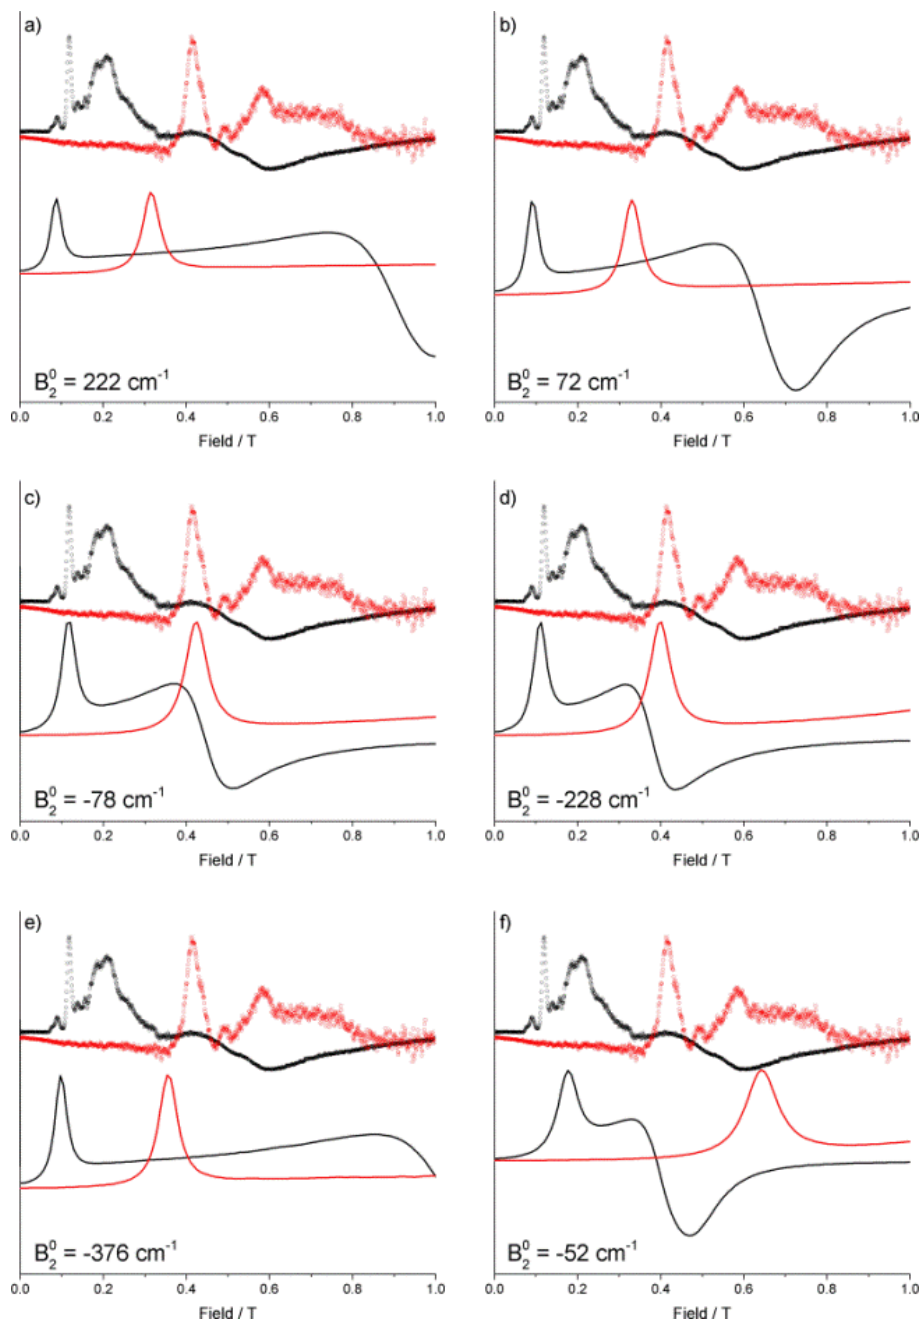 a)
B₂⁰ = 222 cm⁻¹
0.0 0.2 0.4 0.6 0.8 1.0
Field / T
b)
B₂⁰ = 72 cm⁻¹
0.0 0.2 0.4 0.6 0.8 1.0
Field / T
c)
B₂⁰ = -78 cm⁻¹
0.0 0.2 0.4 0.6 0.8 1.0
Field / T
d)
B₂⁰ = -228 cm⁻¹
0.0 0.2 0.4 0.6 0.8 1.0
Field / T
e)
B₂⁰ = -376 cm⁻¹
0.0 0.2 0.4 0.6 0.8 1.0
Field / T
f)
B₂⁰ = -52 cm⁻¹
0.0 0.2 0.4 0.6 0.8 1.0
Field / T